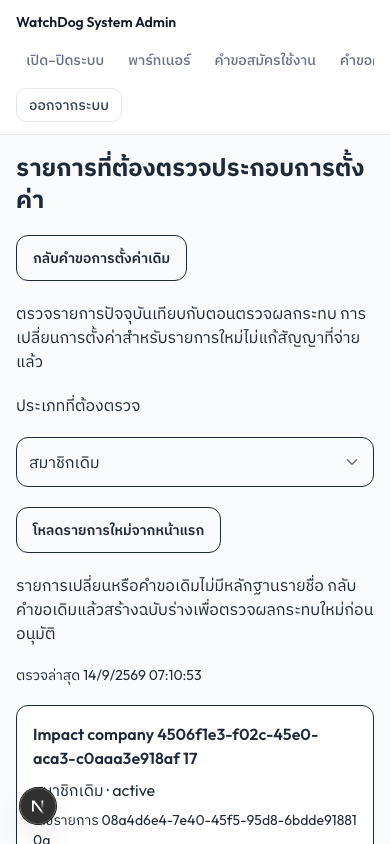 WatchDog System Admin
เปิด-ปิดระบบ พาร์ทเนอร์ คำขอสมัครใช้งาน
ออกจากระบบ
รายการที่ต้องตรวจประกอบการตั้ง
ค่า
กลับคำขอการตั้งค่าเดิม
ตรวจรายการปัจจุบันเทียบกับตอนตรวจผลกระทบ การ
เปลี่ยนการตั้งค่าสำหรับรายการใหม่ไม่แก้สัญญาที่จ่าย
แล้ว
ประเภทที่ต้องตรวจ
สมาชิกเดิม
โหลดรายการใหม่จากหน้าแรก
รายการเปลี่ยนหรือคำขอเดิมไม่มีหลักฐานรายชื่อ กลับ
คำขอเดิมแล้วสร้างฉบับร่างเพื่อตรวจผลกระทบใหม่ก่อน
อนุมัติ
ตรวจล่าสุด 14/9/2569 07:10:53
Impact company 4506f1e3-f02c-45e0-
aca3-c0aaa3e918af 17
สมาชิกเดิม · active
08a4d6e4-7e40-45f5-95d8-6bdde91881
N